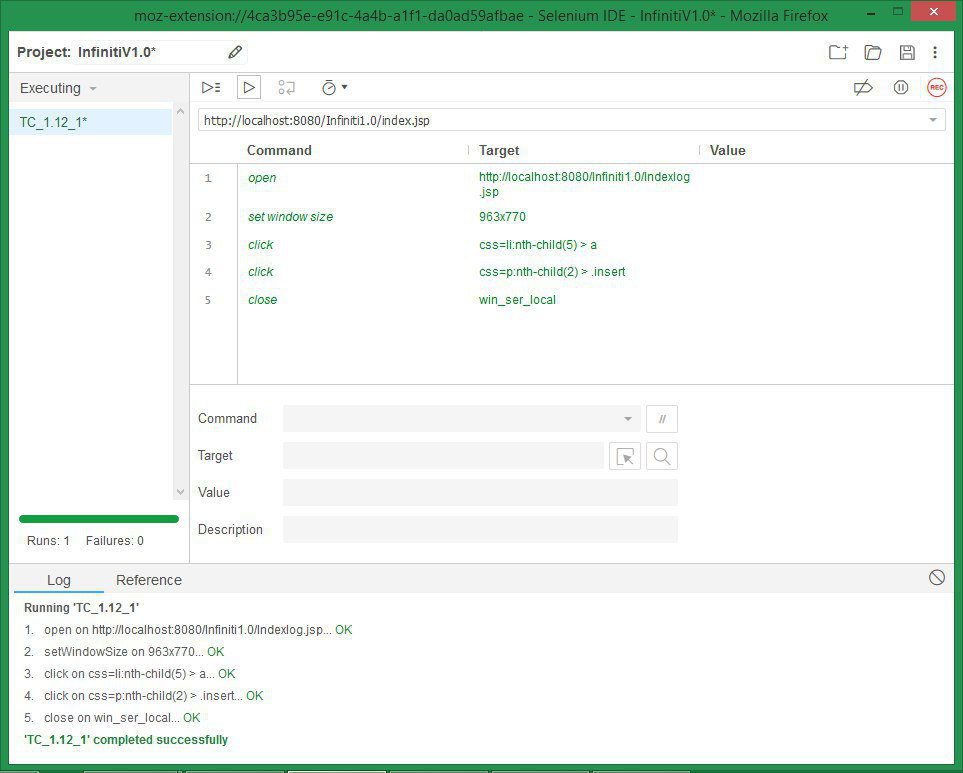 moz-extension://4ca3b95e-e91c-4a4b-a1f1-da0ad59afbae - Selenium IDE - InfinitiV1.0* - Mozilla Firefox
Project: InfinitiV1.0*
Executing
TC_1.12_1*
REC
http://localhost:8080/Infiniti1.0/index.jsp
Command Target Value
1 open http://localhost:8080/Infiniti1.0/Indexlog
.jsp
2 set window size 963x770
3 click css=li:nth-child(5) > a
4 click css=p:nth-child(2) > .insert
5 close win_ser_local
Command //
Target
Value
Description
Runs: 1 Failures: 0
Log Reference
Running 'TC_1.12_1'
1. open on http://localhost:8080/Infiniti1.0/Indexlog.jsp... OK
2. setWindowSize on 963x770... OK
3. click on css=li:nth-child(5) > a... OK
4. click on css=p:nth-child(2) > .insert... OK
5. close on win_ser_local... OK
'TC_1.12_1' completed successfully